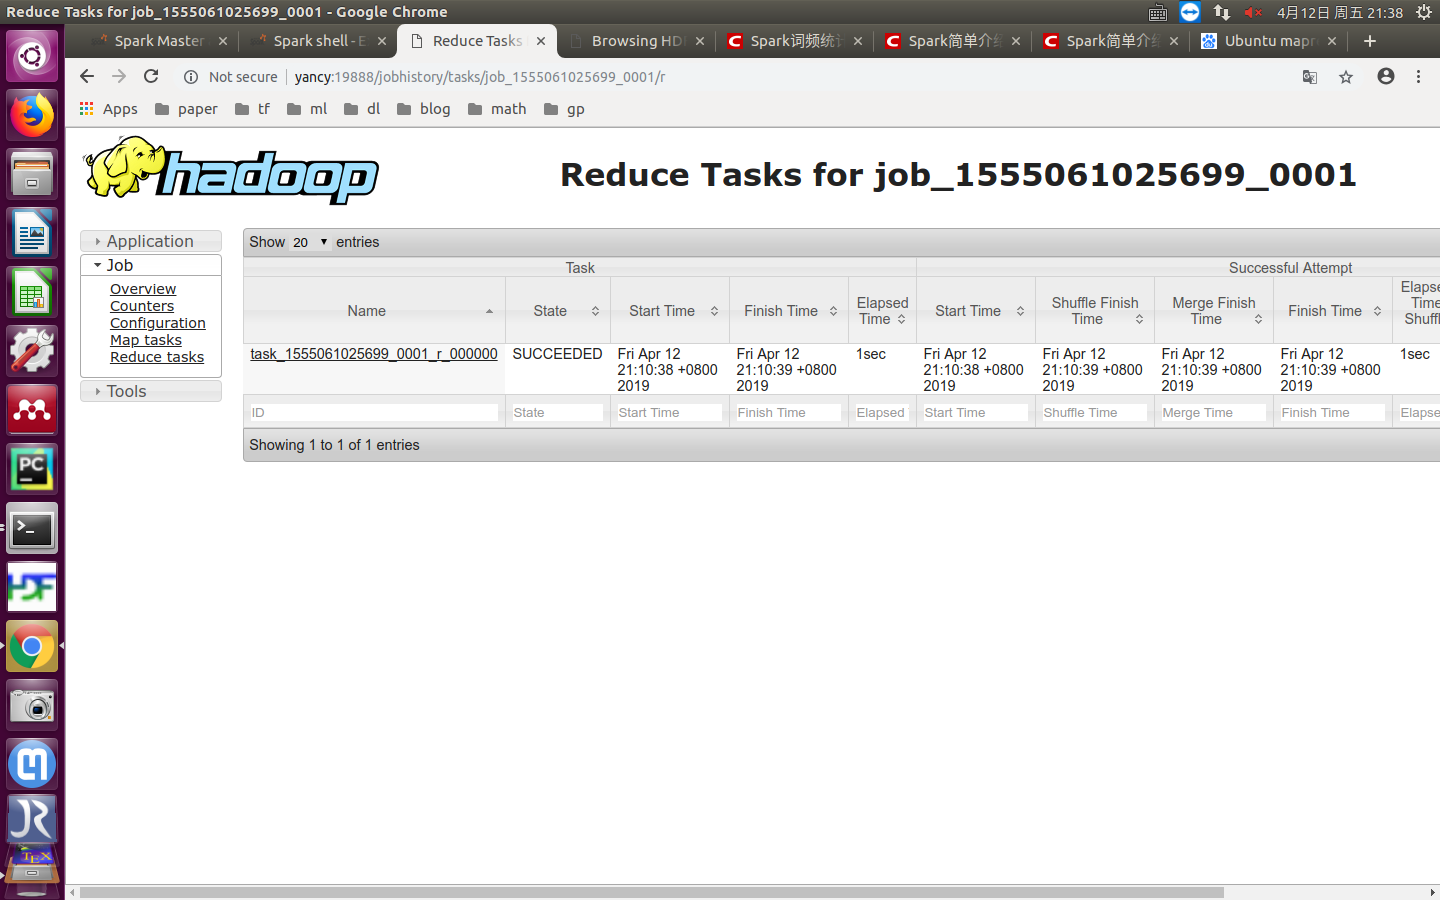 Reduce Tasks for job_1555061025699_0001 - Google Chrome
4月12日 周五 21:38
Spark Master
Spark shell - E
Reduce Tasks
Browsing HD
Spark词频统计
Spark简单介绍
Spark简单介绍
Ubuntu mapr
Not secure
yancy:19888/jobhistory/tasks/job_1555061025699_0001/r
Apps
paper
tf
ml
dl
blog
math
gp
hadoop
Reduce Tasks for job_1555061025699_0001
Application
Job
Overview
Counters
Configuration
Map tasks
Reduce tasks
Tools
Show 20 entries
Task
Successful Attempt
Name
State
Start Time
Finish Time
Elapsed
Time
Start Time
Shuffle Finish
Time
Merge Finish
Time
Finish Time
Elapse
Time
Shuffl
task_1555061025699_0001_r_000000
SUCCEEDED
Fri Apr 12
21:10:38 +0800
2019
Fri Apr 12
21:10:39 +0800
2019
1sec
Fri Apr 12
21:10:38 +0800
2019
Fri Apr 12
21:10:39 +0800
2019
Fri Apr 12
21:10:39 +0800
2019
Fri Apr 12
21:10:39 +0800
2019
1sec
ID
State
Start Time
Finish Time
Elapsed
Start Time
Shuffle Time
Merge Time
Finish Time
Elapse
Showing 1 to 1 of 1 entries
PC
HDF
JR
TEX